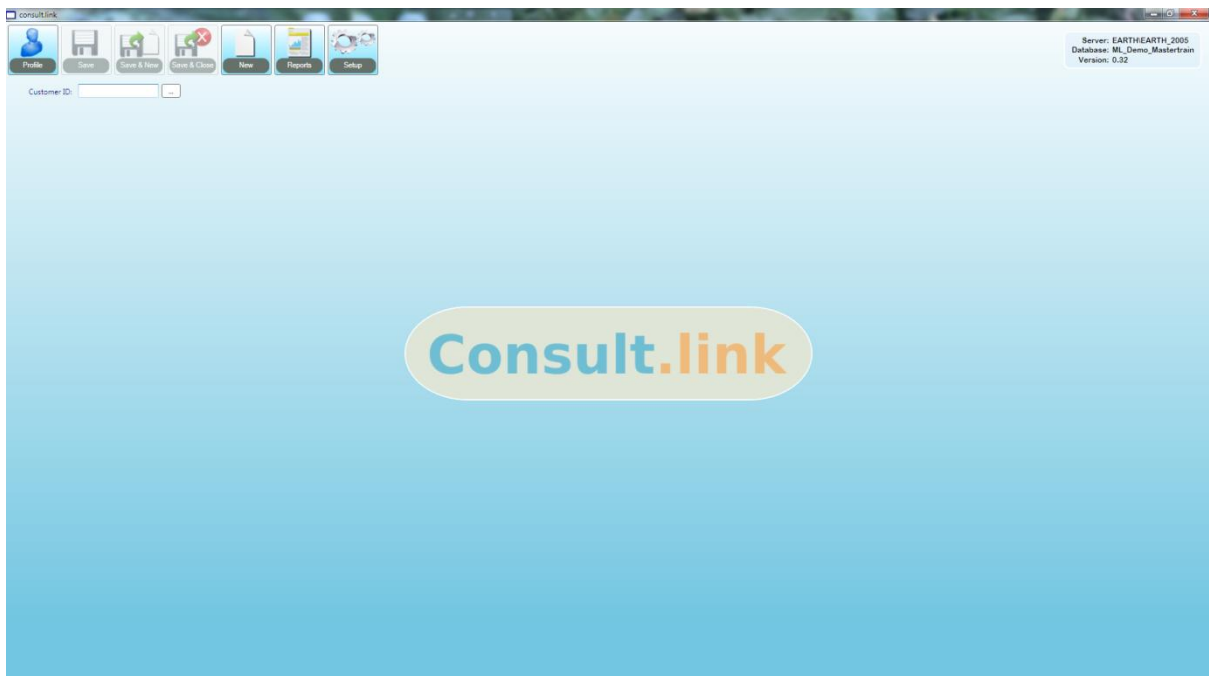 consult.link
Profile
Save
Save & New
Save & Close
New
Reports
Setup
Server: EARTH\EARTH_2005
Database: ML_Demo_Mastertrain
Version: 0.32
Customer ID:
...
Consult.link